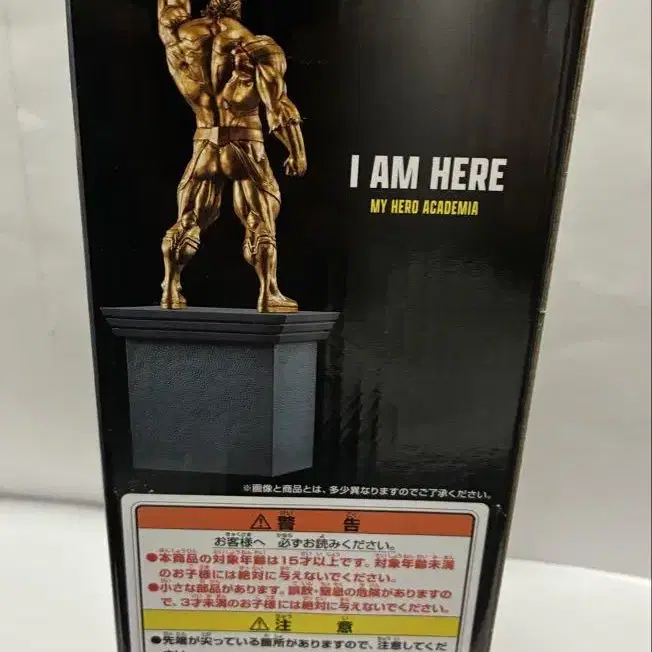 I AM HERE
MY HERO ACADEMIA
※画像と商品とは、多少異なりますのでご了承ください。
⚠警告
お客様へ 必ずお読みください。
●本商品の対象年齢は15才以上です。対象年齢未満
のお子様には絶対に与えないでください。
●小さな部品があります。誤飲・窒息の危険がありますの
で、3才未満のお子様には絶対に与えないでください。
⚠注意
●先端が尖っている箇所がありますので、注意してくだ